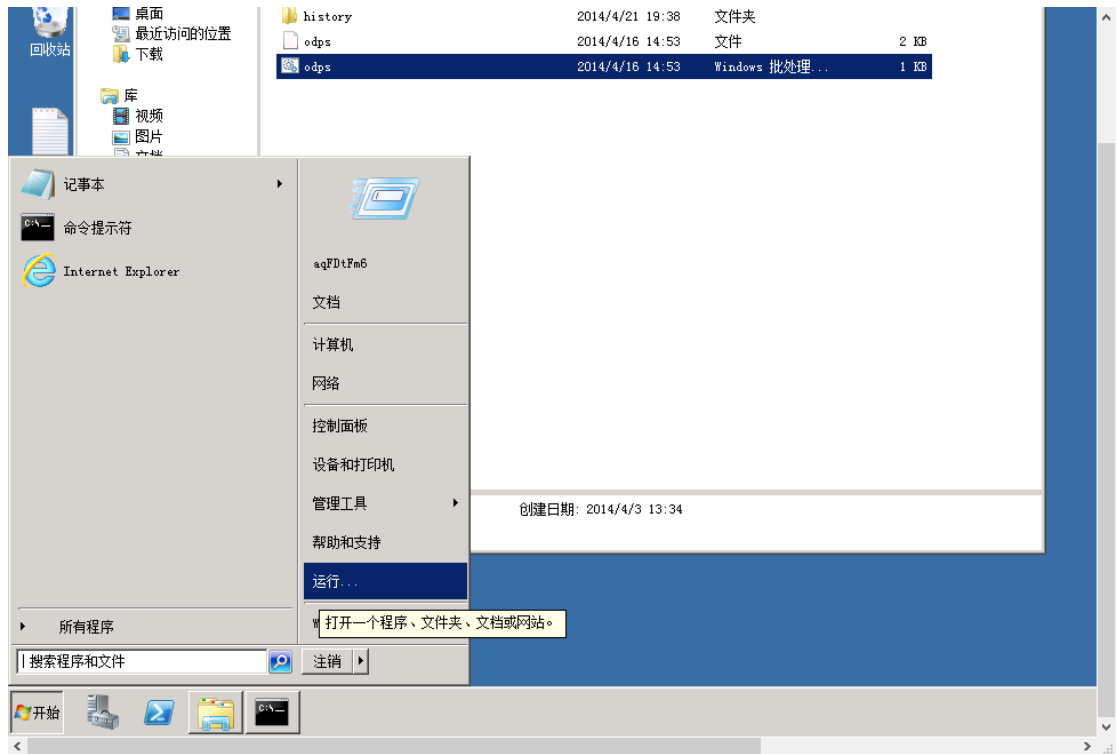 桌面
最近访问的位置
下载
回收站
库
视频
图片
history 2014/4/21 19:38 文件夹
odps 2014/4/16 14:53 文件 2 KB
odps 2014/4/16 14:53 Windows 批处理... 1 KB
记事本
命令提示符
Internet Explorer
aqFDtFm6
文档
计算机
网络
控制面板
设备和打印机
管理工具
帮助和支持
运行...
打开一个程序、文件夹、文档或网站。
创建日期: 2014/4/3 13:34
所有程序
搜索程序和文件
注销
开始